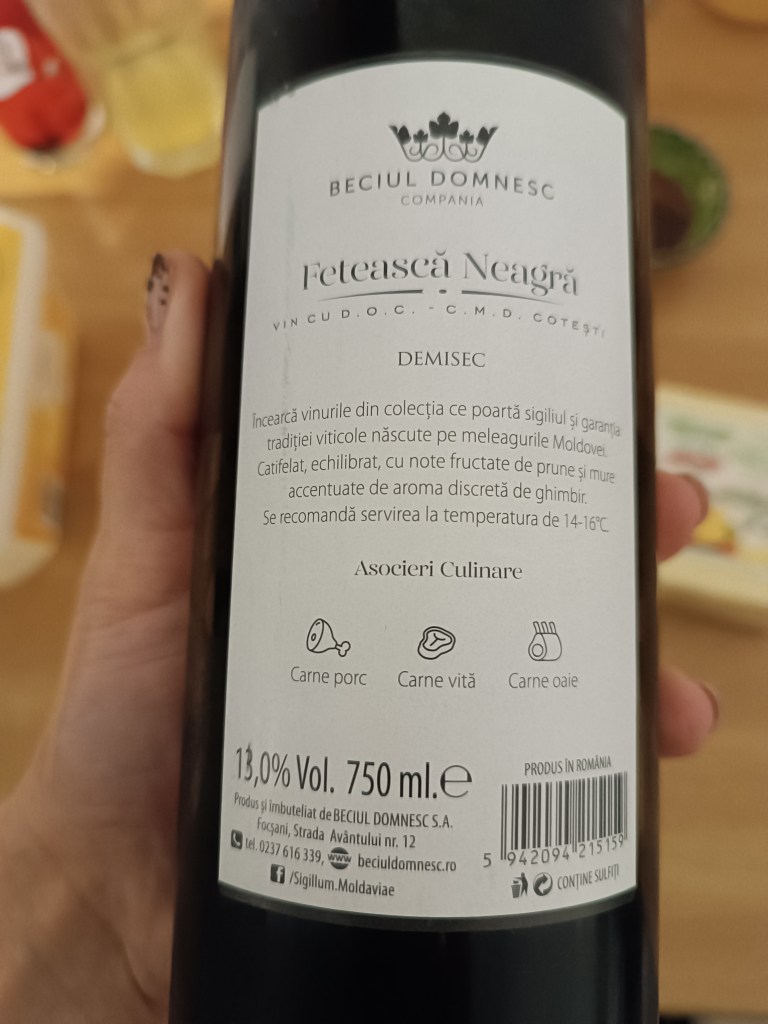 BECIUL DOMNESC
COMPANIA
Fetească Neagră
VIN CU D.O.C. - C.M.D. COTEȘTI
DEMISEC
Încearcă vinurile din colecția ce poartă sigiliul și garanția
tradiției viticole născute pe meleagurile Moldovei.
Catifelat, echilibrat, cu note fructate de prune și mure
accentuate de aroma discretă de ghimbir.
Se recomandă servirea la temperatura de 14-16°C
Asocieri Culinare
Carne porc Carne vită Carne oaie
13,0% Vol. 750 ml.℮
Produs și îmbuteliat de BECIUL DOMNESC S.A.
Focșani, Strada Avântului nr. 12
tel. 0237 616 339, www beciuldomnesc.ro
f /Sigillum.Moldaviae
PRODUS ÎN ROMÂNIA
5 942094 215159
CONȚINE SULFIȚI